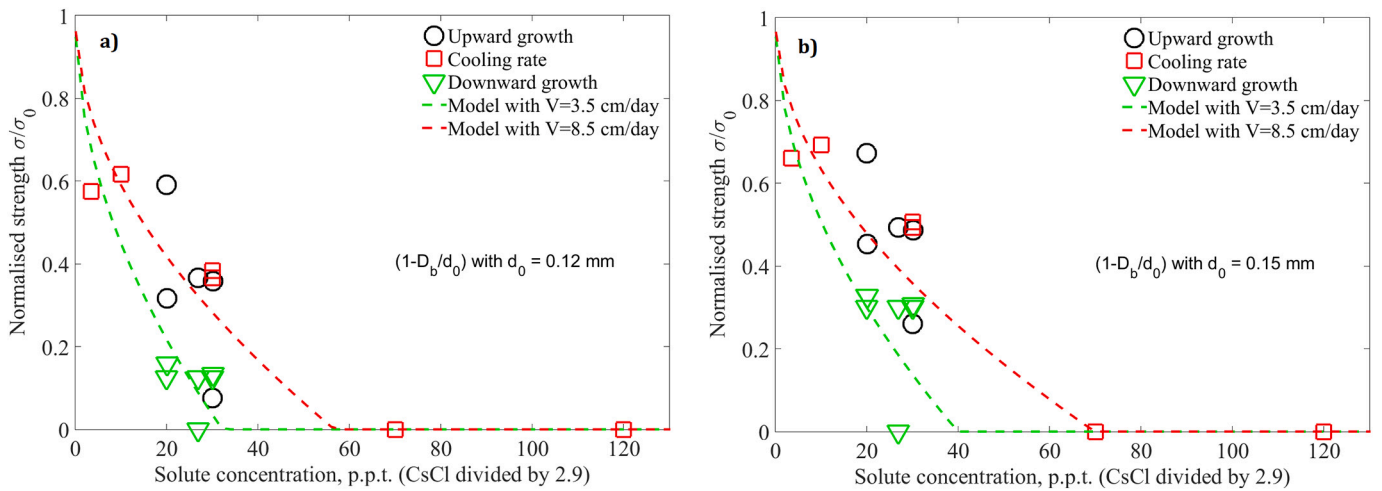 a)
Upward growth
Cooling rate
Downward growth
Model with V=3.5 cm/day
Model with V=8.5 cm/day
(1-D_b/d_0) with d_0 = 0.12 mm
Normalised strength σ/σ_0
1
0.8
0.6
0.4
0.2
0
0 20 40 60 80 100 120
Solute concentration, p.p.t. (CsCl divided by 2.9)
b)
Upward growth
Cooling rate
Downward growth
Model with V=3.5 cm/day
Model with V=8.5 cm/day
(1-D_b/d_0) with d_0 = 0.15 mm
Normalised strength σ/σ_0
1
0.8
0.6
0.4
0.2
0
0 20 40 60 80 100 120
Solute concentration, p.p.t. (CsCl divided by 2.9)